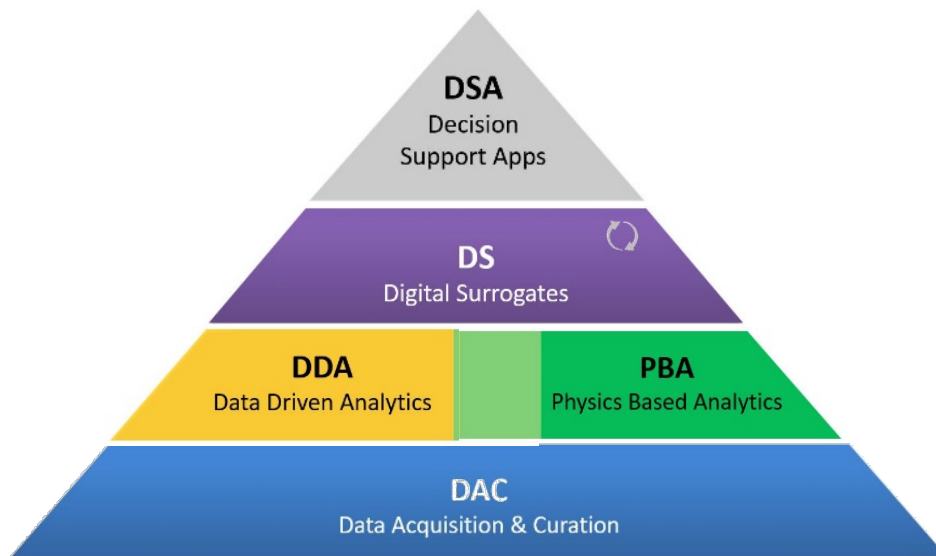 DSA
Decision
Support Apps
DS
Digital Surrogates
DDA
Data Driven Analytics
PBA
Physics Based Analytics
DAC
Data Acquisition & Curation